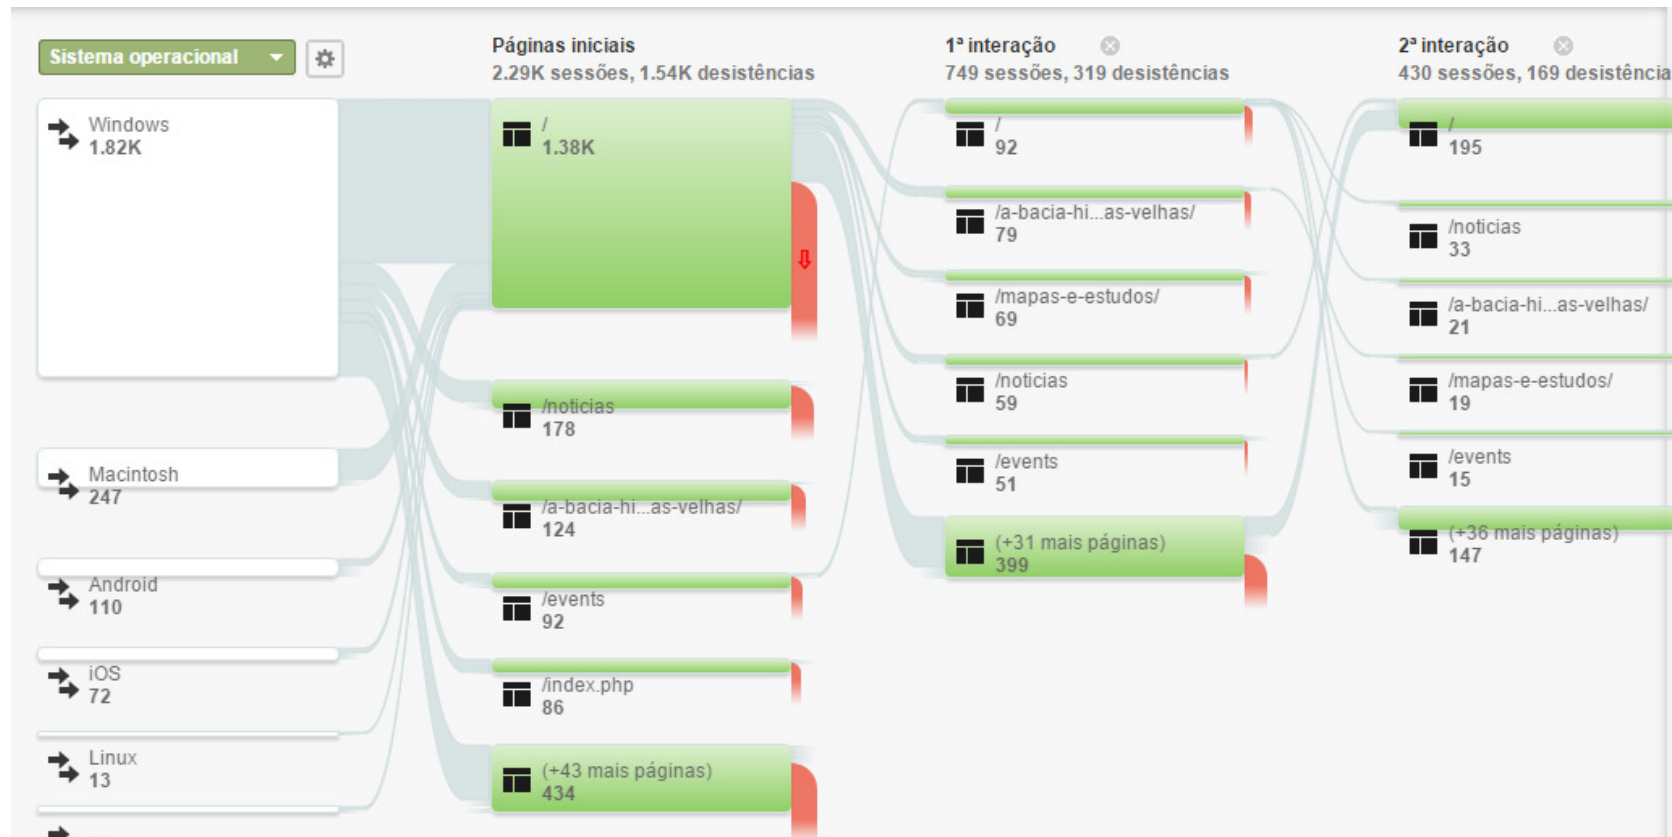 Sistema operacional
Windows
1.82K
Macintosh
247
Android
110
iOS
72
Linux
13
Páginas iniciais
2.29K sessões, 1.54K desistências
/
1.38K
/noticias
178
/a-bacia-hi...as-velhas/
124
/events
92
/index.php
86
(+43 mais páginas)
434
1ª interação
749 sessões, 319 desistências
/
92
/a-bacia-hi...as-velhas/
79
/mapas-e-estudos/
69
/noticias
59
/events
51
(+31 mais páginas)
399
2ª interação
430 sessões, 169 desistência
/
195
/noticias
33
/a-bacia-hi...as-velhas/
21
/mapas-e-estudos/
19
/events
15
(+36 mais páginas)
147